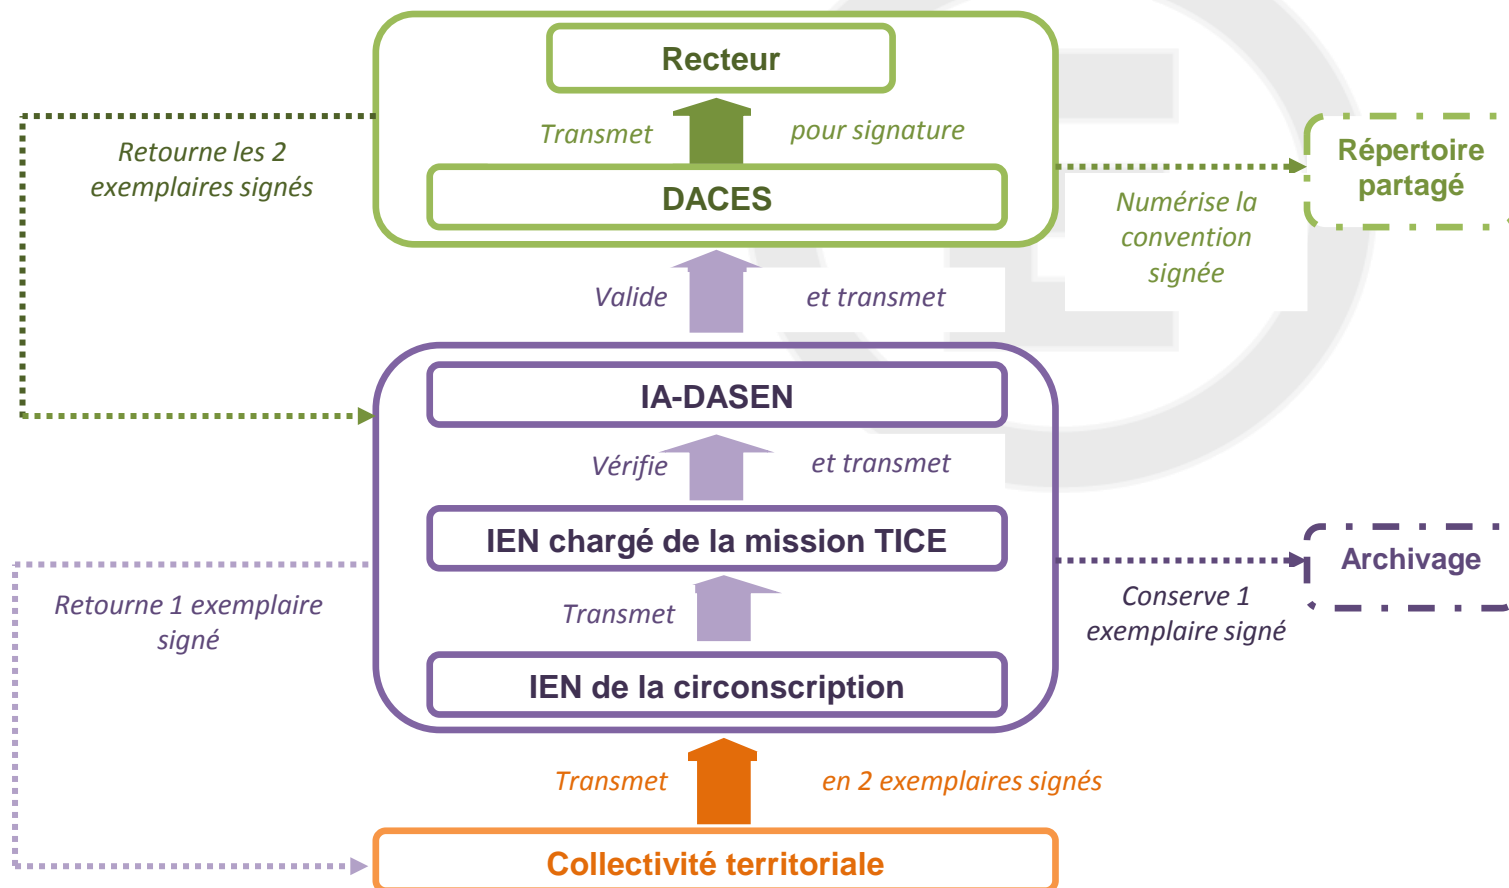 Recteur
Transmet pour signature
DACES
Retourne les 2
exemplaires signés
Répertoire
partagé
Numérise la
convention
signée
Valide et transmet
IA-DASEN
Vérifie et transmet
IEN chargé de la mission TICE
Archivage
Conserve 1
exemplaire signé
Retourne 1 exemplaire
signé
Transmet
IEN de la circonscription
Transmet en 2 exemplaires signés
Collectivité territoriale